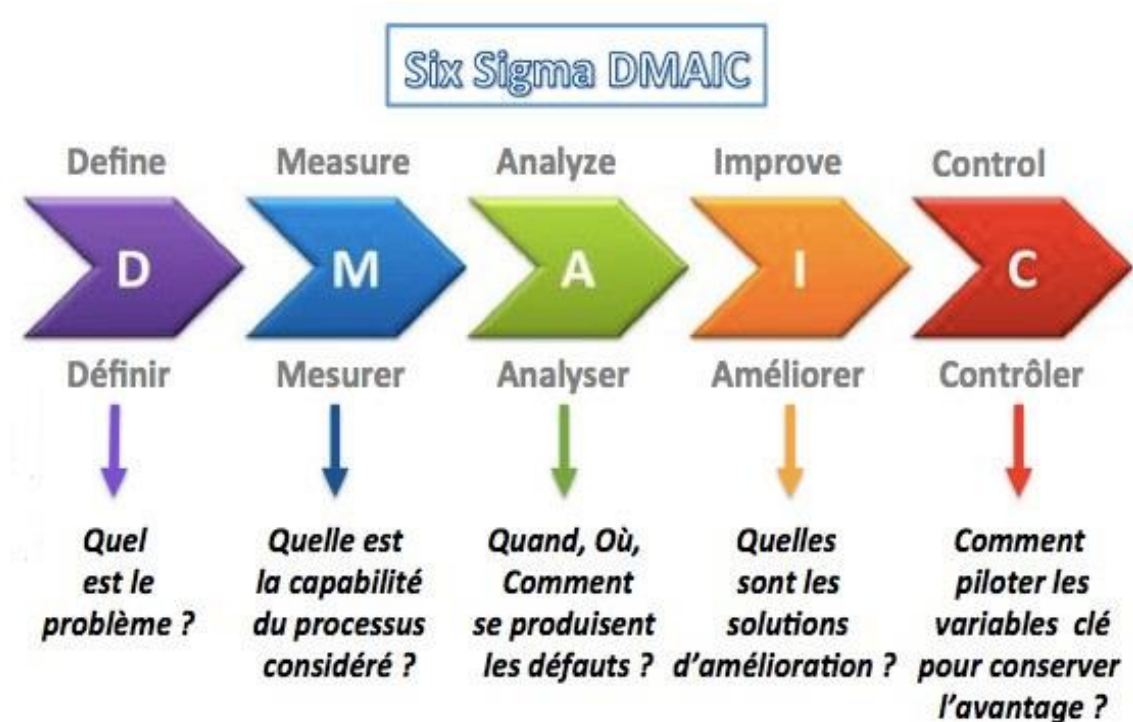 Six Sigma DMAIC
Define
Measure
Analyze
Improve
Control
D
M
A
I
C
Définir
Mesurer
Analyser
Améliorer
Contrôler
Quel
est le
problème ?
Quelle est
la capabilité
du processus
considéré ?
Quand, Où,
Comment
se produisent
les défauts ?
Quelles
sont les
solutions
d'amélioration ?
Comment
piloter les
variables clé
pour conserver
l'avantage ?